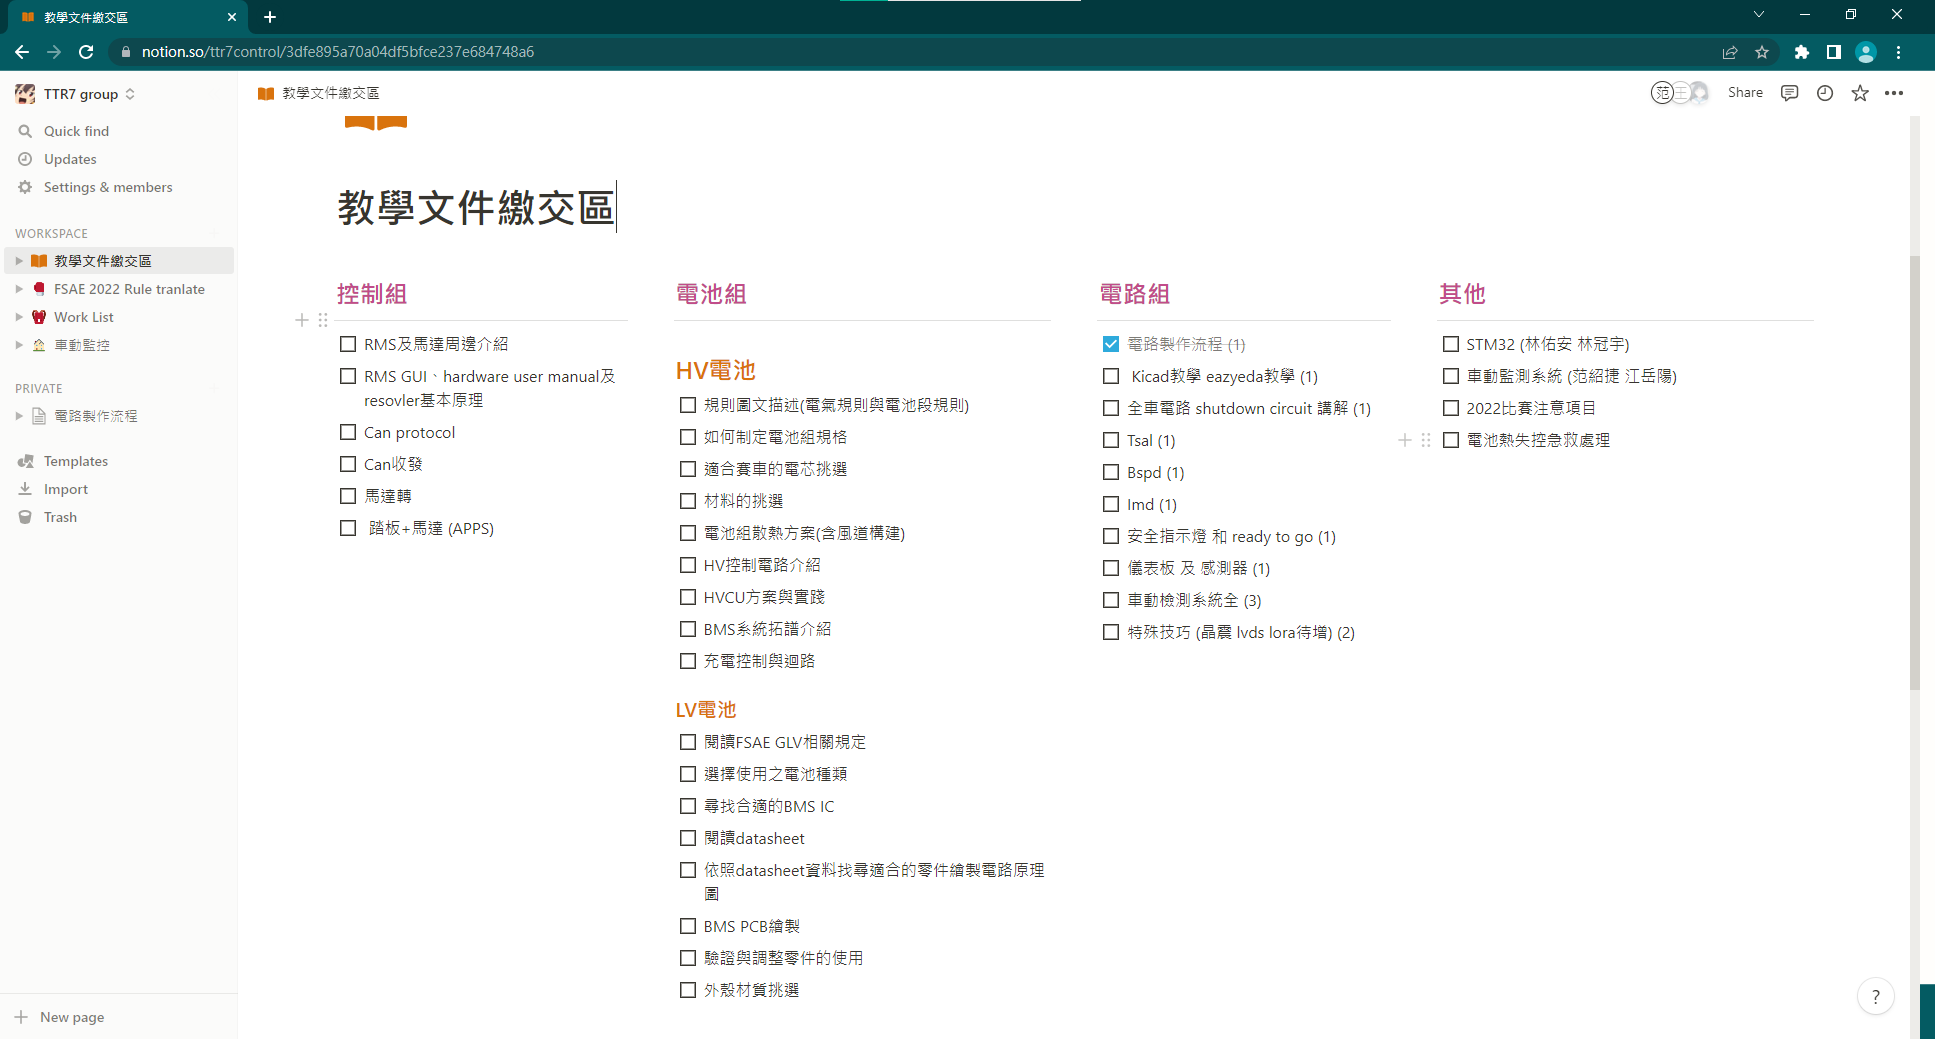 教學文件繳交區
notion.so/ttr7control/3dfe895a70a04df5bfce237e684748a6
TTR7 group
教學文件繳交區
范
王
Share
Quick find
Updates
Settings & members
WORKSPACE
教學文件繳交區
FSAE 2022 Rule tranlate
Work List
車動監控
PRIVATE
電路製作流程
Templates
Import
Trash
New page
教學文件繳交區
控制組
RMS及馬達周邊介紹
RMS GUI、hardware user manual及
resovler基本原理
Can protocol
Can收發
馬達轉
踏板+馬達 (APPS)
電池組
HV電池
規則圖文描述(電氣規則與電池段規則)
如何制定電池組規格
適合賽車的電芯挑選
材料的挑選
電池組散熱方案(含風道構建)
HV控制電路介紹
HVCU方案與實踐
BMS系統拓譜介紹
充電控制與迴路
LV電池
閱讀FSAE GLV相關規定
選擇使用之電池種類
尋找合適的BMS IC
閱讀datasheet
依照datasheet資料找尋適合的零件繪製電路原理
圖
BMS PCB繪製
驗證與調整零件的使用
外殼材質挑選
電路組
電路製作流程 (1)
Kicad教學 eazyeda教學 (1)
全車電路 shutdown circuit 講解 (1)
Tsal (1)
Bspd (1)
Imd (1)
安全指示燈 和 ready to go (1)
儀表板 及 感測器 (1)
車動檢測系統全 (3)
特殊技巧 (晶震 lvds lora待增) (2)
其他
STM32 (林佑安 林冠宇)
車動監測系統 (范紹捷 江岳陽)
2022比賽注意項目
電池熱失控急救處理
?